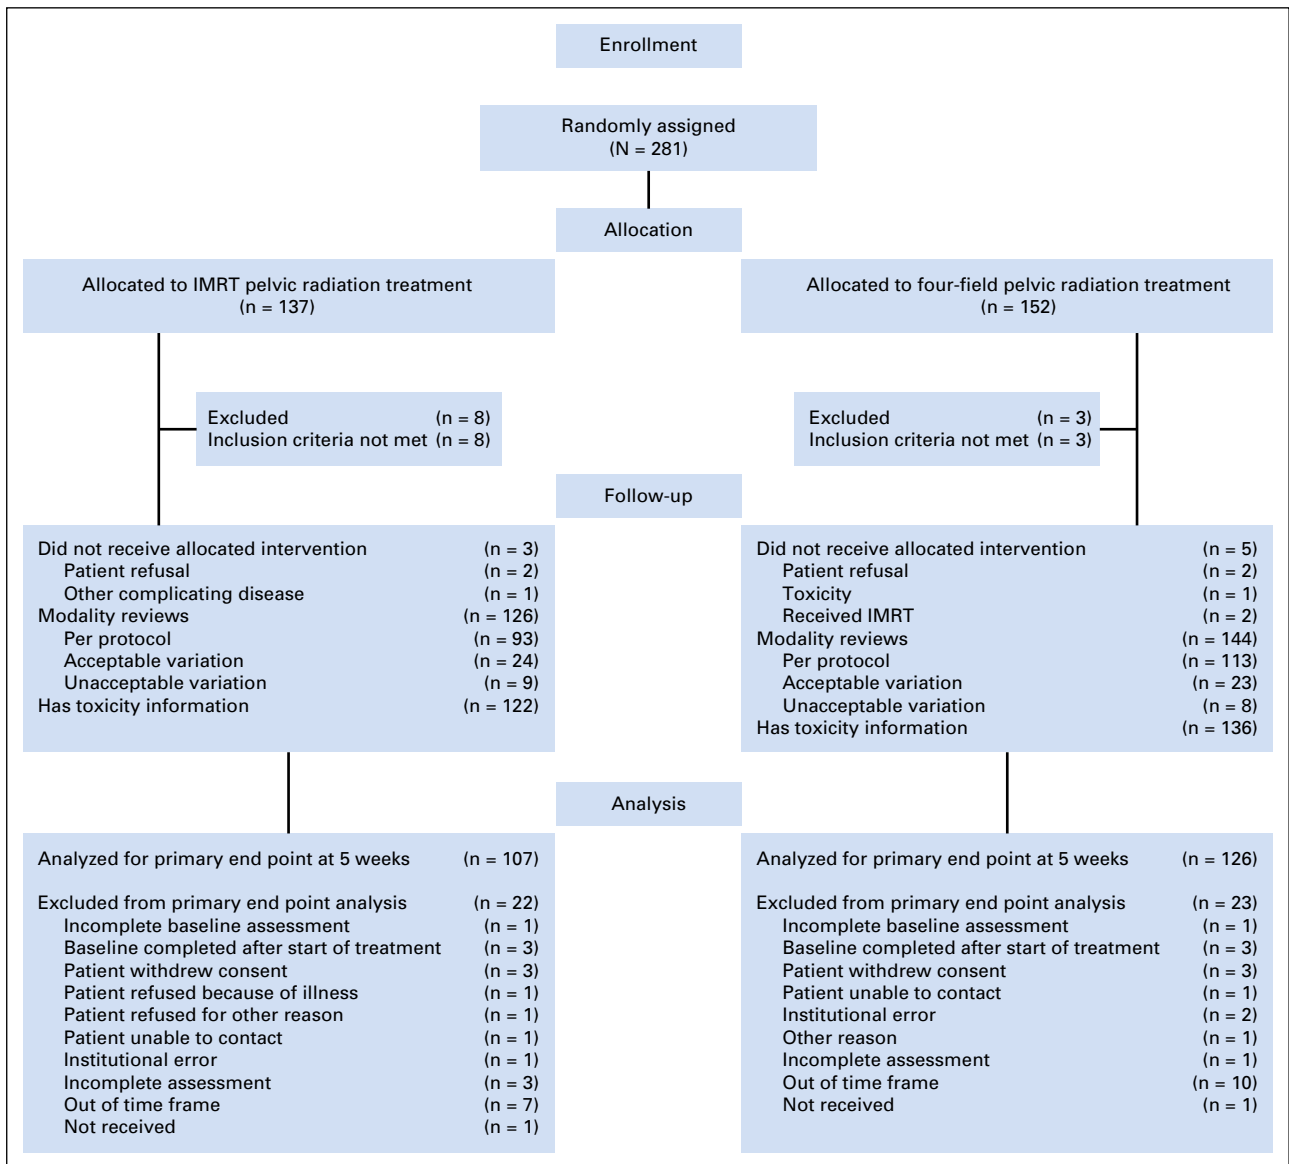 Enrollment
Randomly assigned
(N = 281)
Allocation
Allocated to IMRT pelvic radiation treatment
(n = 137)
Allocated to four-field pelvic radiation treatment
(n = 152)
Excluded (n = 8)
Inclusion criteria not met (n = 8)
Excluded (n = 3)
Inclusion criteria not met (n = 3)
Follow-up
Did not receive allocated intervention (n = 3)
Patient refusal (n = 2)
Other complicating disease (n = 1)
Modality reviews (n = 126)
Per protocol (n = 93)
Acceptable variation (n = 24)
Unacceptable variation (n = 9)
Has toxicity information (n = 122)
Did not receive allocated intervention (n = 5)
Patient refusal (n = 2)
Toxicity (n = 1)
Received IMRT (n = 2)
Modality reviews (n = 144)
Per protocol (n = 113)
Acceptable variation (n = 23)
Unacceptable variation (n = 8)
Has toxicity information (n = 136)
Analysis
Analyzed for primary end point at 5 weeks (n = 107)
Excluded from primary end point analysis (n = 22)
Incomplete baseline assessment (n = 1)
Baseline completed after start of treatment (n = 3)
Patient withdrew consent (n = 3)
Patient refused because of illness (n = 1)
Patient refused for other reason (n = 1)
Patient unable to contact (n = 1)
Institutional error (n = 1)
Incomplete assessment (n = 3)
Out of time frame (n = 7)
Not received (n = 1)
Analyzed for primary end point at 5 weeks (n = 126)
Excluded from primary end point analysis (n = 23)
Incomplete baseline assessment (n = 1)
Baseline completed after start of treatment (n = 3)
Patient withdrew consent (n = 3)
Patient unable to contact (n = 1)
Institutional error (n = 2)
Other reason (n = 1)
Incomplete assessment (n = 1)
Out of time frame (n = 10)
Not received (n = 1)